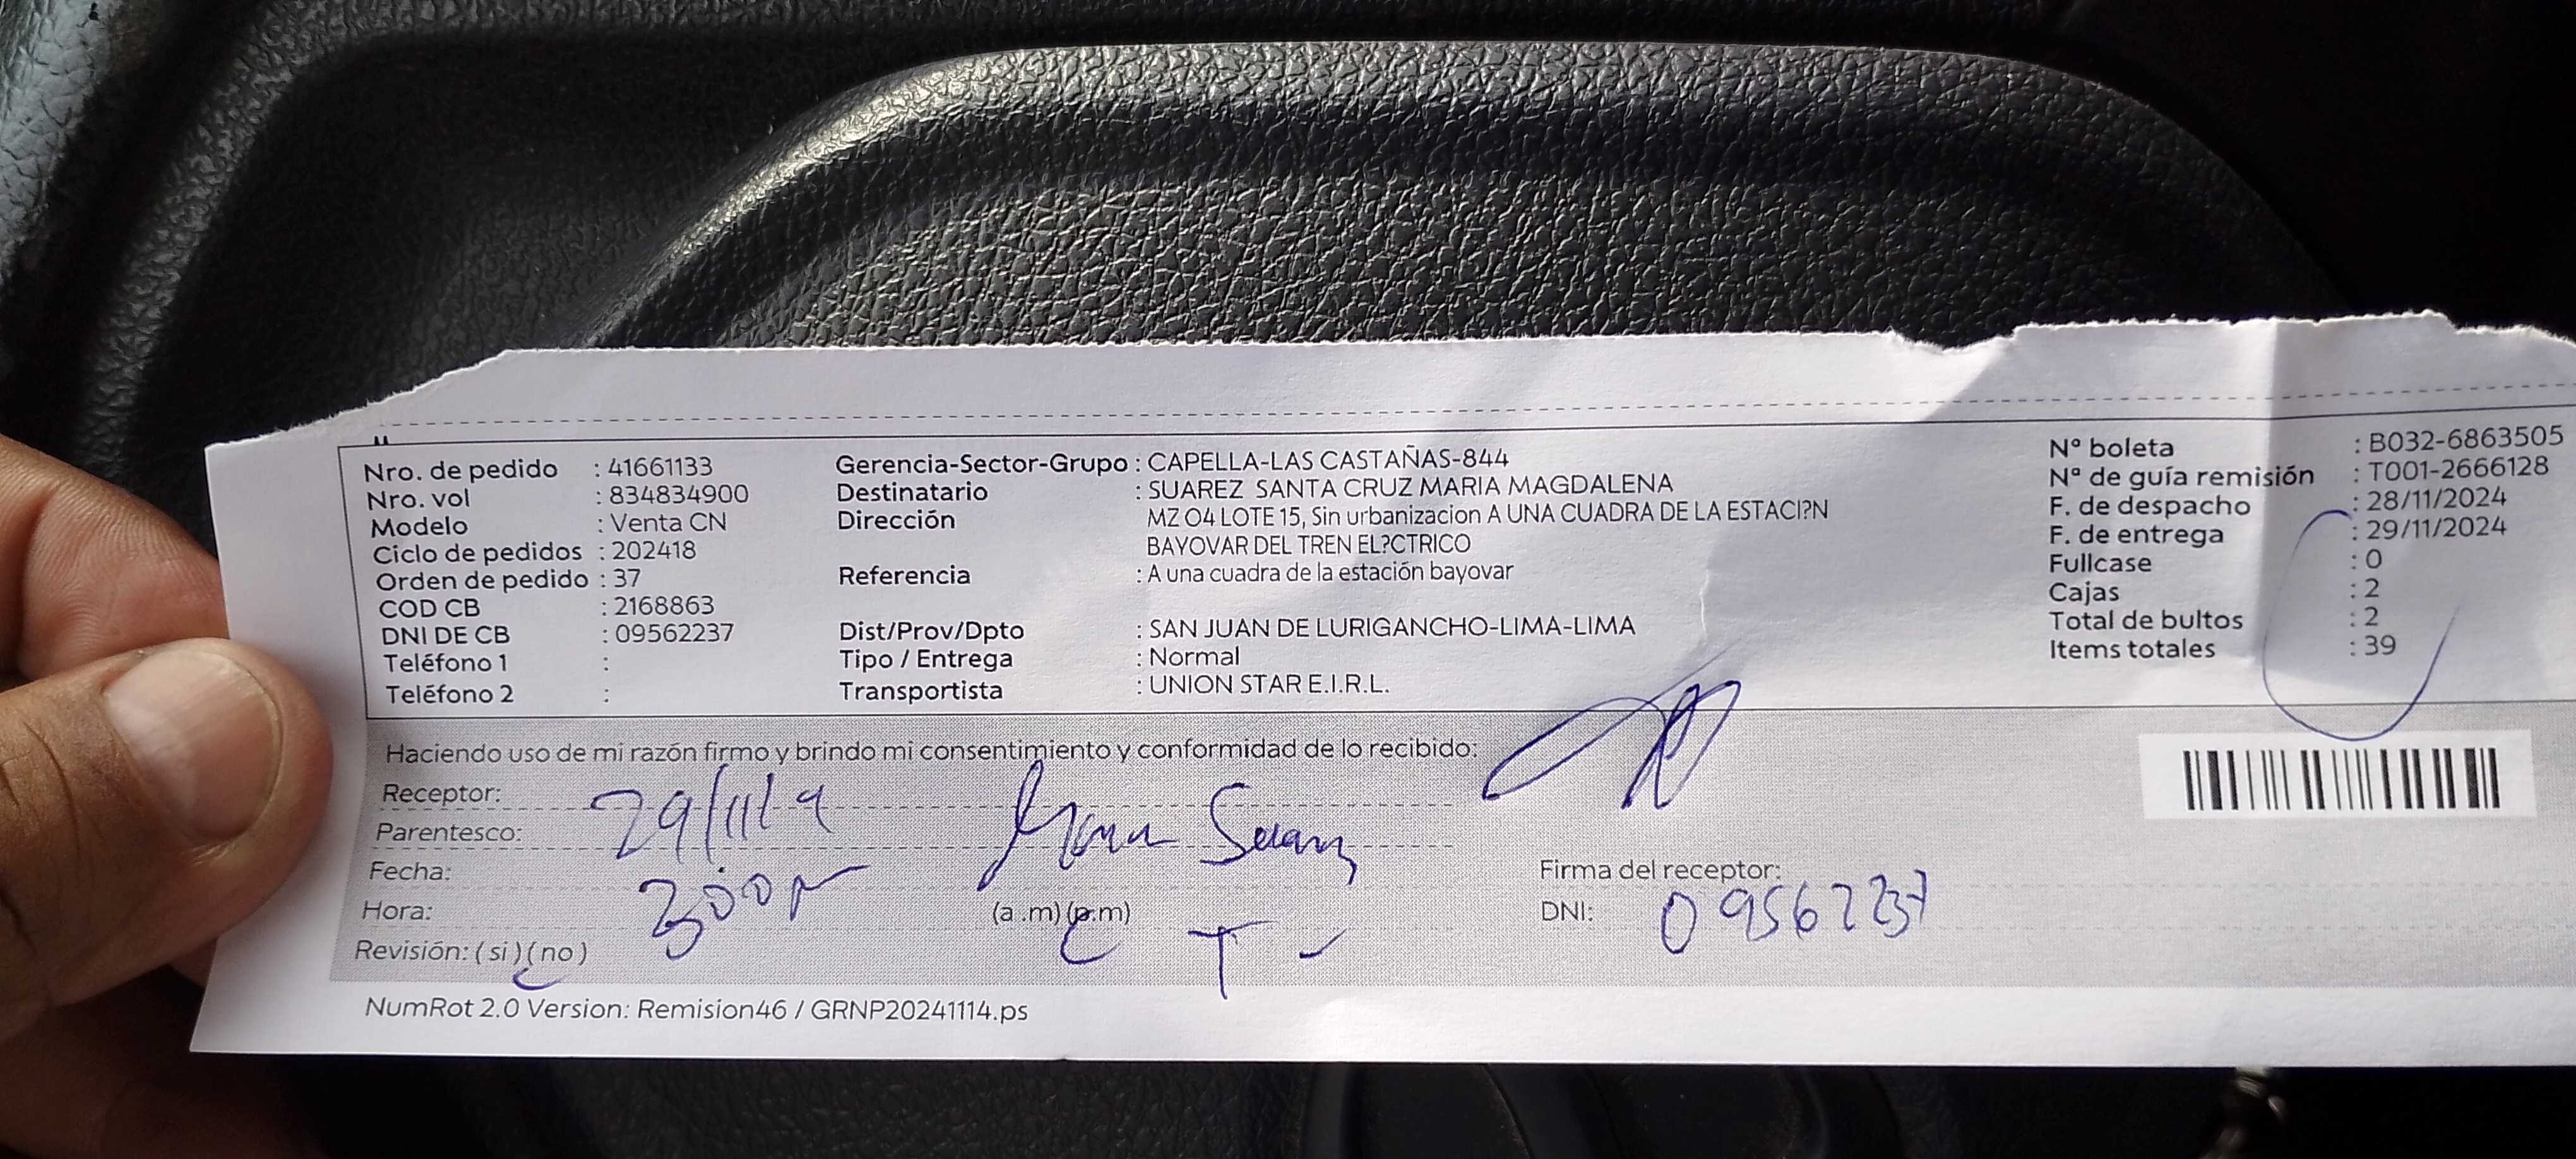 Nro. de pedido : 41661133
Nro. vol : 834834900
Modelo : Venta CN
Ciclo de pedidos : 202418
Orden de pedido : 37
COD CB : 2168863
DNI DE CB : 09562237
Teléfono 1 :
Teléfono 2 :
Gerencia-Sector-Grupo : CAPELLA-LAS CASTAÑAS-844
Destinatario : SUAREZ SANTA CRUZ MARIA MAGDALENA
Dirección MZ O4 LOTE 15, Sin urbanizacion A UNA CUADRA DE LA ESTACI?N
BAYOVAR DEL TREN EL?CTRICO
Referencia : A una cuadra de la estación bayovar
Dist/Prov/Dpto : SAN JUAN DE LURIGANCHO-LIMA-LIMA
Tipo / Entrega : Normal
Transportista : UNION STAR E.I.R.L.
Nº boleta : B032-6863505
Nª de guía remisión : T001-2666128
F. de despacho : 28/11/2024
F. de entrega : 29/11/2024
Fullcase : 0
Cajas : 2
Total de bultos : 2
Items totales : 39
Haciendo uso de mi razón firmo y brindo mi consentimiento y conformidad de lo recibido:
Receptor:
Parentesco: 29/11/
Fecha:
Hora: (a .m) (p.m)
Revisión: ( si ) ( no )
Firma del receptor:
DNI: 09562237
NumRot 2.0 Version: Remision46 / GRNP20241114.ps